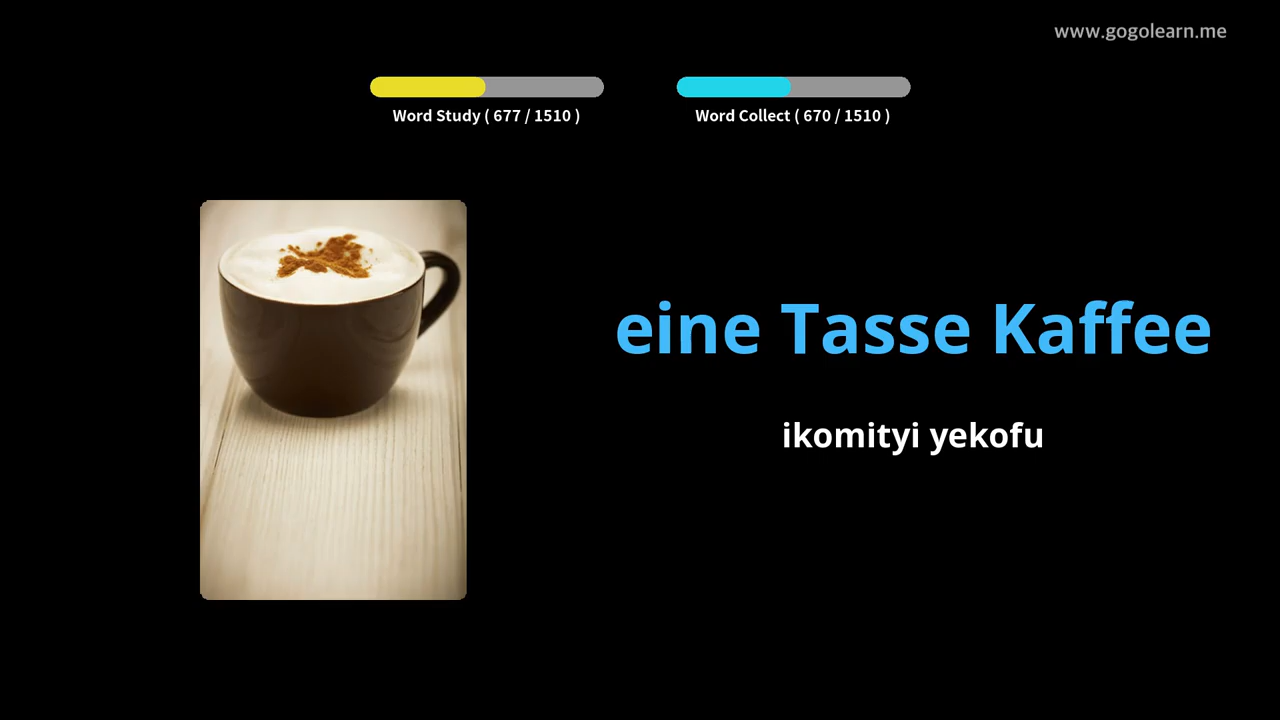 www.gogolearn.me
Word Study ( 677 / 1510 )
Word Collect ( 670 / 1510 )
eine Tasse Kaffee
ikomityi yekofu